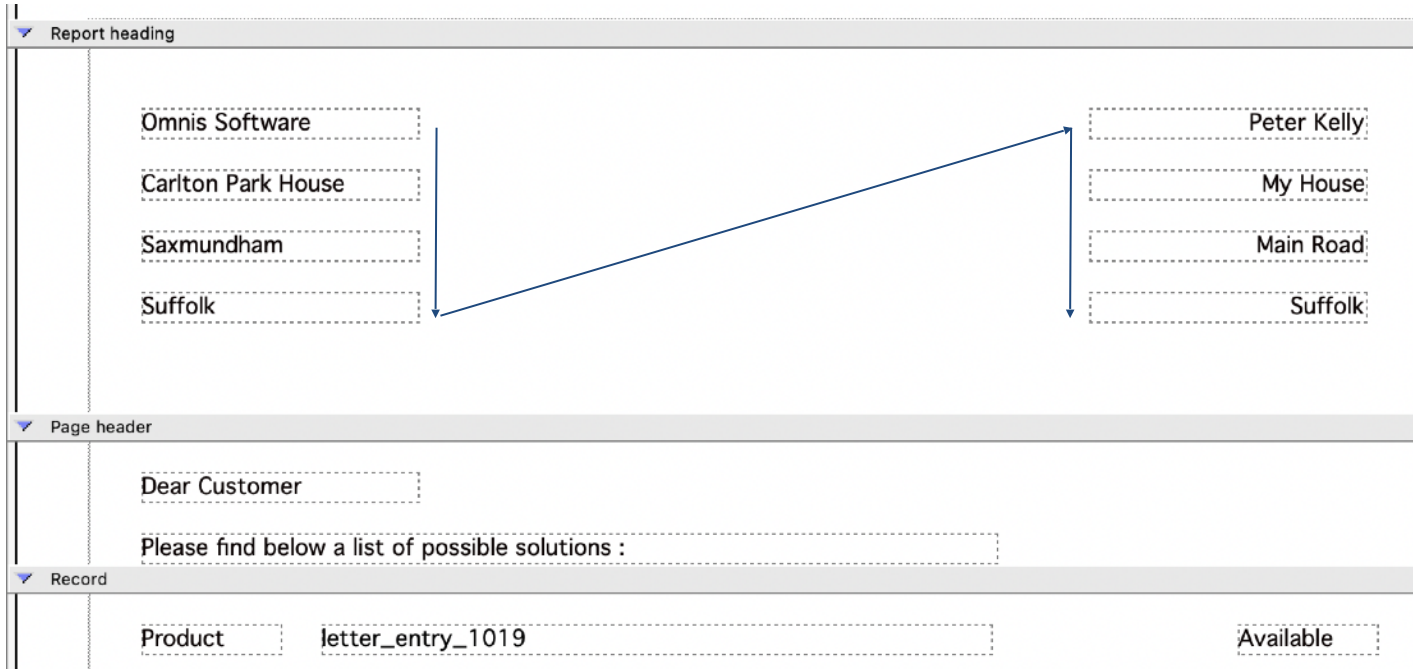 Report heading
Omnis Software
Carlton Park House
Saxmundham
Suffolk
Peter Kelly
My House
Main Road
Suffolk
Page header
Dear Customer
Please find below a list of possible solutions :
Record
Product letter_entry_1019 Available